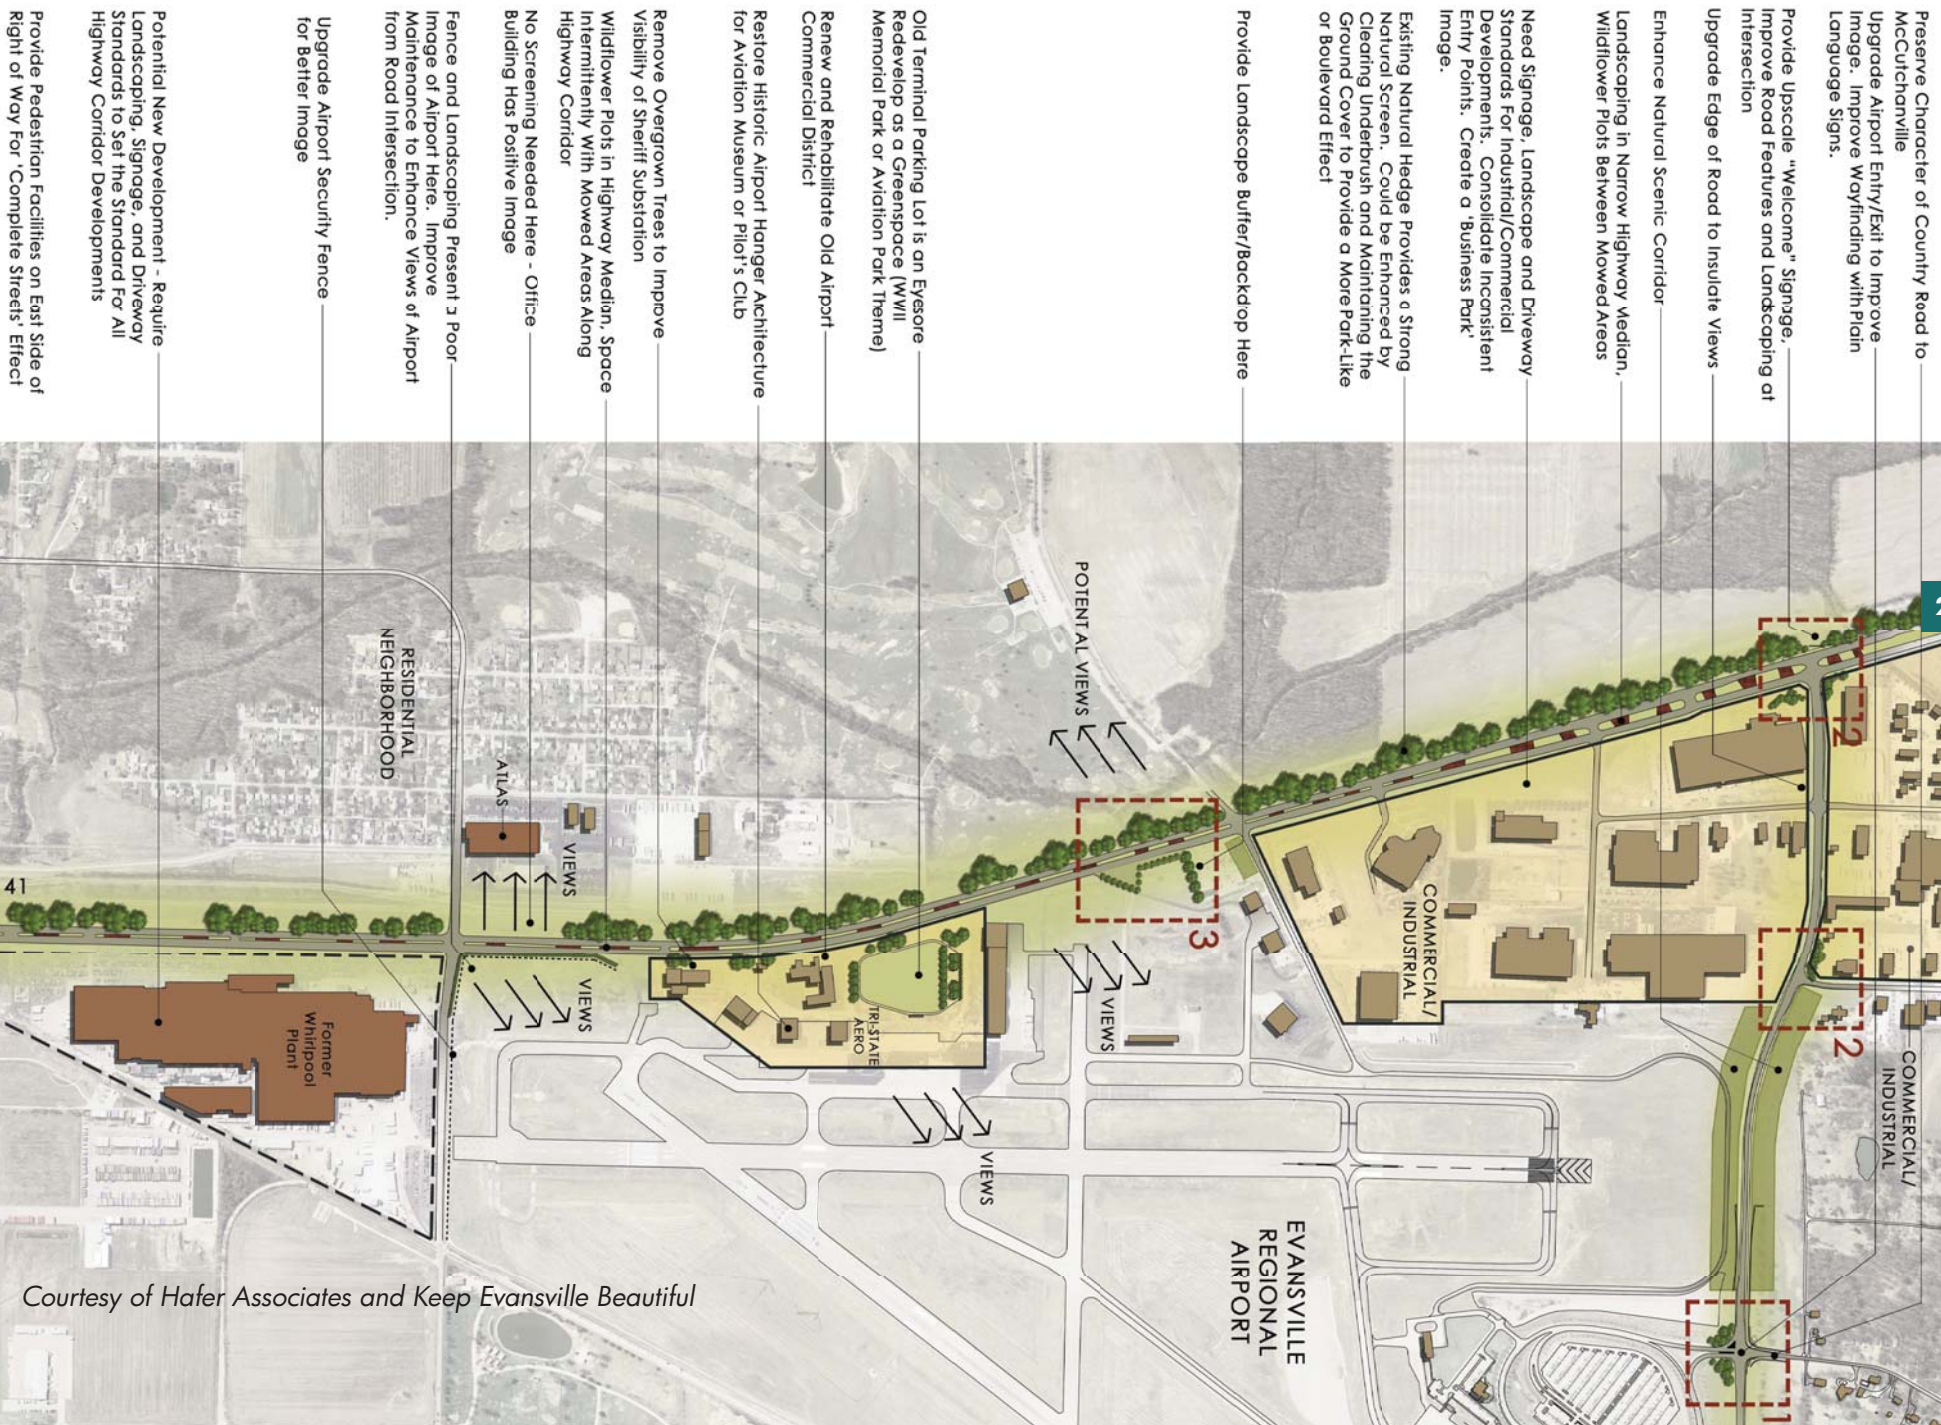 Preserve Character of Country Road to
McCutchanville
Upgrade Airport Entry/Exit to Improve
Image. Improve Wayfinding with Plain
Language Signs.
Provide Upscale "Welcome" Signage,
Improve Road Features and Landscaping at
Intersection
Upgrade Edge of Road to Insulate Views
Enhance Natural Scenic Corridor
Landscaping in Narrow Highway Median,
Wildflower Plots Between Mowed Areas
Need Signage, Landscape and Driveway
Standards For Industrial/Commercial
Developments. Consolidate Inconsistent
Entry Points. Create a 'Business Park'
Image.
Existing Natural Hedge Provides a Strong
Natural Screen. Could be Enhanced by
Clearing Underbrush and Maintaining the
Ground Cover to Provide a More Park-Like
or Boulevard Effect
Provide Landscape Buffer/Backdrop Here
Old Terminal Parking Lot is an Eyesore
Redevelop as a Greenspace (WWII
Memorial Park or Aviation Park Theme)
Renew and Rehabilitate Old Airport
Commercial District
Restore Historic Airport Hanger Architecture
for Aviation Museum or Pilot's Club
Remove Overgrown Trees to Improve
Visibility of Sheriff Substation
Wildflower Plots in Highway Median, Space
Intermittently With Mowed Areas Along
Highway Corridor
No Screening Needed Here - Office
Building Has Positive Image
Fence and Landscaping Present a Poor
Image of Airport Here. Improve
Maintenance to Enhance Views of Airport
from Road Intersection.
Upgrade Airport Security Fence
for Better Image
Potential New Development - Require
Landscaping, Signage, and Driveway
Standards to Set the Standard For All
Highway Corridor Developments
Provide Pedestrian Facilities on East Side of
Right of Way For 'Complete Streets' Effect
2
2
COMMERCIAL/
INDUSTRIAL
1
COMMERCIAL/
INDUSTRIAL
3
POTENTIAL VIEWS
VIEWS
EVANSVILLE
REGIONAL
AIRPORT
VIEWS
TRI-STATE
AERO
VIEWS
VIEWS
ATLAS
RESIDENTIAL
NEIGHBORHOOD
Former
Whirlpool
Plant
41
Courtesy of Hafer Associates and Keep Evansville Beautiful